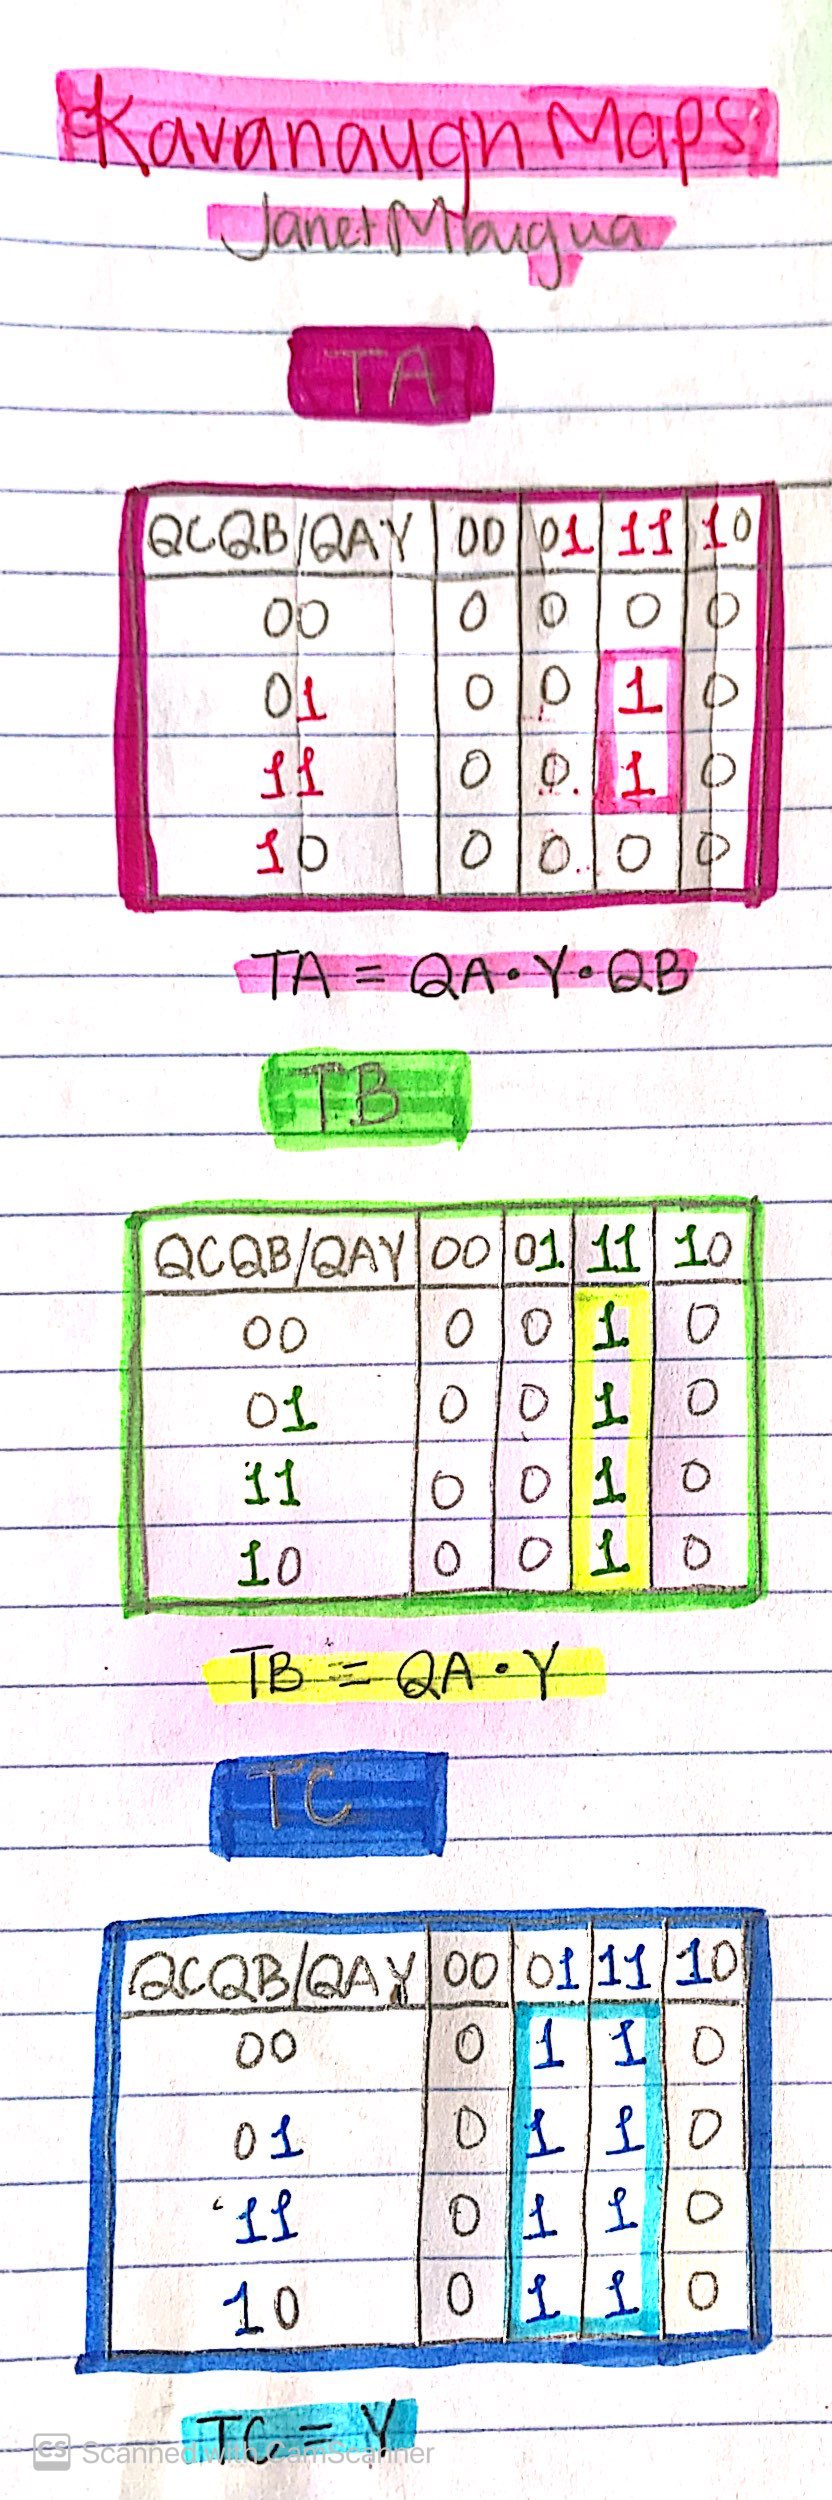 Kavanaugh Maps
Janet Mbugua
TA
QCQB/QAY 00 01 11 10
00 0 0 0 0
01 0 0 1 0
11 0 0 1 0
10 0 0 0 0
TA = QA•Y•QB
TB
QCQB/QAY 00 01 11 10
00 0 0 1 0
01 0 0 1 0
11 0 0 1 0
10 0 0 1 0
TB = QA•Y
TC
QCQB/QAY 00 01 11 10
00 0 1 1 0
01 0 1 1 0
11 0 1 1 0
10 0 1 1 0
TC = Y
CS Scanned with CamScanner